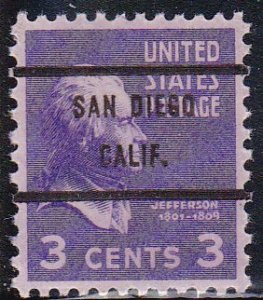 UNITED
STATES
SAN DIEGO
CALIF.
JEFFERSON
1801-1809
3 CENTS 3